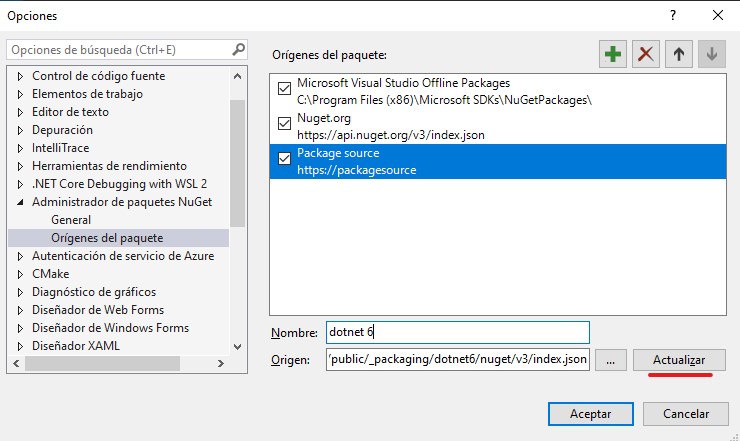 Opciones
?
Opciones de búsqueda (Ctrl+E)
Control de código fuente
Elementos de trabajo
Editor de texto
Depuración
IntelliTrace
Herramientas de rendimiento
.NET Core Debugging with WSL 2
Administrador de paquetes NuGet
General
Orígenes del paquete
Autenticación de servicio de Azure
CMake
Diagnóstico de gráficos
Diseñador de Web Forms
Diseñador de Windows Forms
Diseñador XAML
Orígenes del paquete:
Microsoft Visual Studio Offline Packages
C:\Program Files (x86)\Microsoft SDKs\NuGetPackages\
Nuget.org
https://api.nuget.org/v3/index.json
Package source
https://packagesource
Nombre: dotnet 6
Origen: /public/_packaging/dotnet6/nuget/v3/index.json ... Actualizar
Aceptar Cancelar